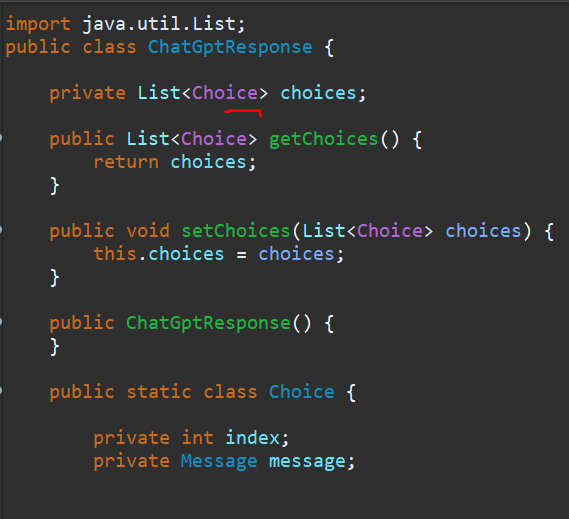 import java.util.List;
public class ChatGptResponse {
private List<Choice> choices;
public List<Choice> getChoices() {
return choices;
}
public void setChoices(List<Choice> choices) {
this.choices = choices;
}
public ChatGptResponse() {
}
public static class Choice {
private int index;
private Message message;